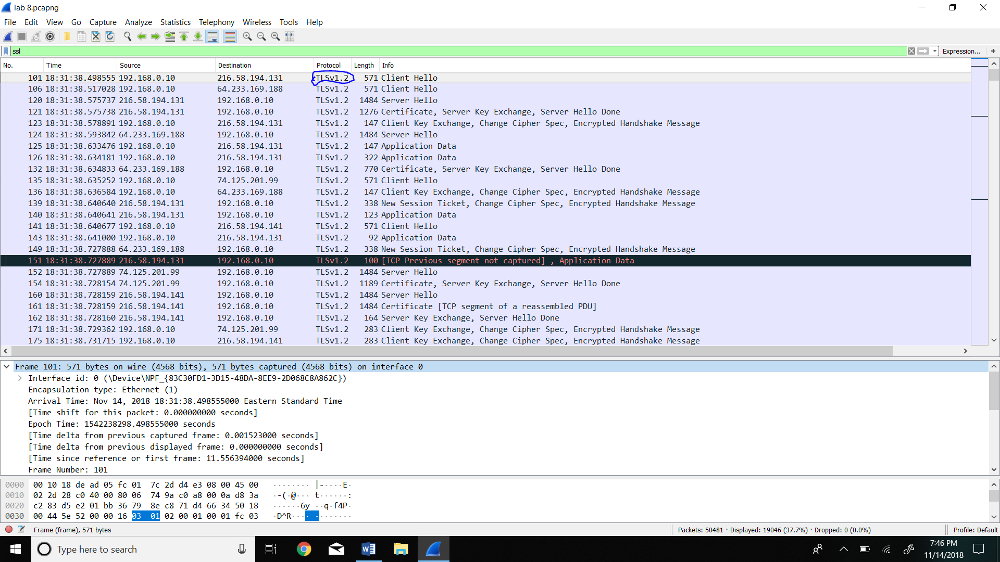 lab 8.pcapng
File Edit View Go Capture Analyze Statistics Telephony Wireless Tools Help
ssl Expression... +
No. Time Source Destination Protocol Length Info
101 18:31:38.498555 192.168.0.10 216.58.194.131 TLSv1.2 571 Client Hello
106 18:31:38.517028 192.168.0.10 64.233.169.188 TLSv1.2 571 Client Hello
120 18:31:38.575737 216.58.194.131 192.168.0.10 TLSv1.2 1484 Server Hello
121 18:31:38.575738 216.58.194.131 192.168.0.10 TLSv1.2 1276 Certificate, Server Key Exchange, Server Hello Done
123 18:31:38.578891 192.168.0.10 216.58.194.131 TLSv1.2 147 Client Key Exchange, Change Cipher Spec, Encrypted Handshake Message
124 18:31:38.593842 64.233.169.188 192.168.0.10 TLSv1.2 1484 Server Hello
125 18:31:38.633476 192.168.0.10 216.58.194.131 TLSv1.2 147 Application Data
126 18:31:38.634181 192.168.0.10 216.58.194.131 TLSv1.2 322 Application Data
132 18:31:38.634833 64.233.169.188 192.168.0.10 TLSv1.2 770 Certificate, Server Key Exchange, Server Hello Done
135 18:31:38.635252 192.168.0.10 74.125.201.99 TLSv1.2 571 Client Hello
136 18:31:38.636584 192.168.0.10 64.233.169.188 TLSv1.2 147 Client Key Exchange, Change Cipher Spec, Encrypted Handshake Message
139 18:31:38.640640 216.58.194.131 192.168.0.10 TLSv1.2 338 New Session Ticket, Change Cipher Spec, Encrypted Handshake Message
140 18:31:38.640641 216.58.194.131 192.168.0.10 TLSv1.2 123 Application Data
141 18:31:38.640677 192.168.0.10 216.58.194.141 TLSv1.2 571 Client Hello
143 18:31:38.641000 192.168.0.10 216.58.194.131 TLSv1.2 92 Application Data
149 18:31:38.727888 64.233.169.188 192.168.0.10 TLSv1.2 338 New Session Ticket, Change Cipher Spec, Encrypted Handshake Message
151 18:31:38.727889 216.58.194.131 192.168.0.10 TLSv1.2 100 [TCP Previous segment not captured] , Application Data
152 18:31:38.727889 74.125.201.99 192.168.0.10 TLSv1.2 1484 Server Hello
154 18:31:38.728154 74.125.201.99 192.168.0.10 TLSv1.2 1189 Certificate, Server Key Exchange, Server Hello Done
160 18:31:38.728159 216.58.194.141 192.168.0.10 TLSv1.2 1484 Server Hello
161 18:31:38.728159 216.58.194.141 192.168.0.10 TLSv1.2 1484 Certificate [TCP segment of a reassembled PDU]
162 18:31:38.728160 216.58.194.141 192.168.0.10 TLSv1.2 164 Server Key Exchange, Server Hello Done
171 18:31:38.729362 192.168.0.10 74.125.201.99 TLSv1.2 283 Client Key Exchange, Change Cipher Spec, Encrypted Handshake Message
175 18:31:38.731715 192.168.0.10 216.58.194.141 TLSv1.2 283 Client Key Exchange, Change Cipher Spec, Encrypted Handshake Message
Frame 101: 571 bytes on wire (4568 bits), 571 bytes captured (4568 bits) on interface 0
Interface id: 0 (\Device\NPF_{83C30FD1-3D15-48DA-8EE9-2D068C8A862C})
Encapsulation type: Ethernet (1)
Arrival Time: Nov 14, 2018 18:31:38.498555000 Eastern Standard Time
[Time shift for this packet: 0.000000000 seconds]
Epoch Time: 1542238298.498555000 seconds
[Time delta from previous captured frame: 0.001523000 seconds]
[Time delta from previous displayed frame: 0.000000000 seconds]
[Time since reference or first frame: 11.556394000 seconds]
Frame Number: 101
0000 00 10 18 de ad 05 fc 01 7c 2d d4 e3 08 00 45 00 ········ |-····E·
0010 02 2d 28 c0 40 00 80 06 74 9a c0 a8 00 0a d8 3a ·-(·@··· t······:
0020 c2 83 d5 e2 01 bb 36 79 8e c8 71 d4 66 34 50 18 ······6y ··q·f4P·
0030 00 44 5e 52 00 00 16 03 01 02 00 01 00 01 fc 03 ·D^R···· ········
Frame (frame), 571 bytes Packets: 50481 · Displayed: 19046 (37.7%) · Dropped: 0 (0.0%) Profile: Default
Type here to search
7:46 PM
11/14/2018